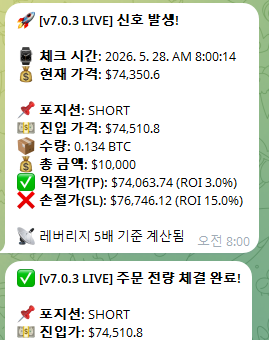 🚀 [v7.0.3 LIVE] 신호 발생!
⌚ 체크 시간: 2026. 5. 28. AM 8:00:14
💰 현재 가격: $74,350.6
📌 포지션: SHORT
💵 진입 가격: $74,510.8
📦 수량: 0.134 BTC
💰 총 금액: $10,000
✅ 익절가(TP): $74,063.74 (ROI 3.0%)
❌ 손절가(SL): $76,746.12 (ROI 15.0%)
📡 레버리지 5배 기준 계산됨
오전 8:00
✅ [v7.0.3 LIVE] 주문 전량 체결 완료!
📌 포지션: SHORT
💵 진입가: $74,510.8